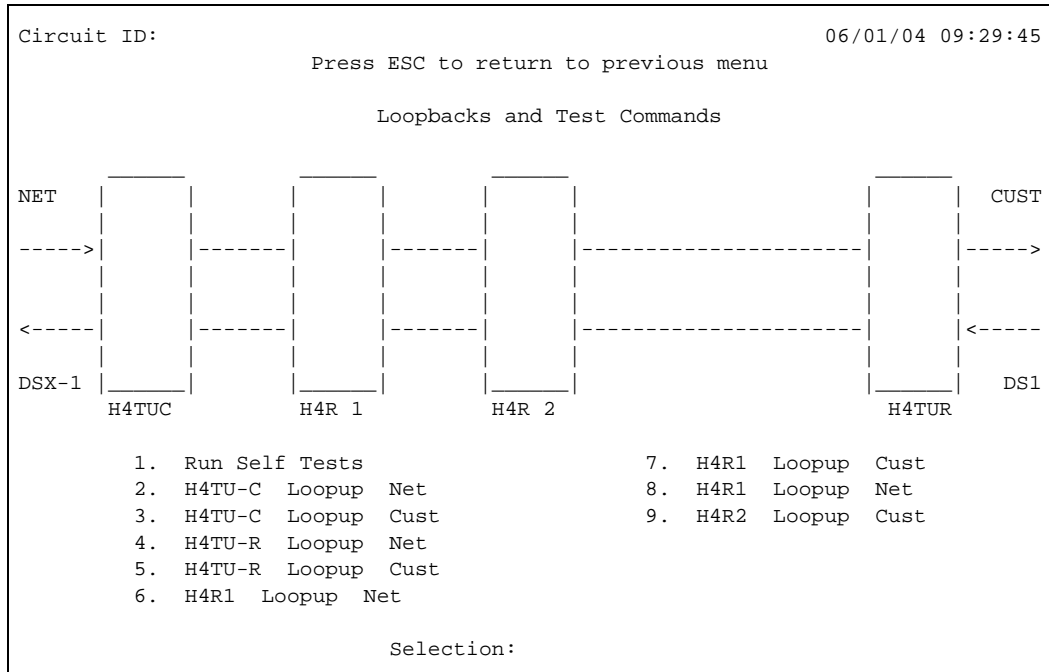 Circuit ID: 06/01/04 09:29:45
Press ESC to return to previous menu
Loopbacks and Test Commands
NET CUST
DSX-1 DS1
H4TUC H4R 1 H4R 2 H4TUR
1. Run Self Tests 7. H4R1 Loopup Cust
2. H4TU-C Loopup Net 8. H4R1 Loopup Net
3. H4TU-C Loopup Cust 9. H4R2 Loopup Cust
4. H4TU-R Loopup Net
5. H4TU-R Loopup Cust
6. H4R1 Loopup Net
Selection: